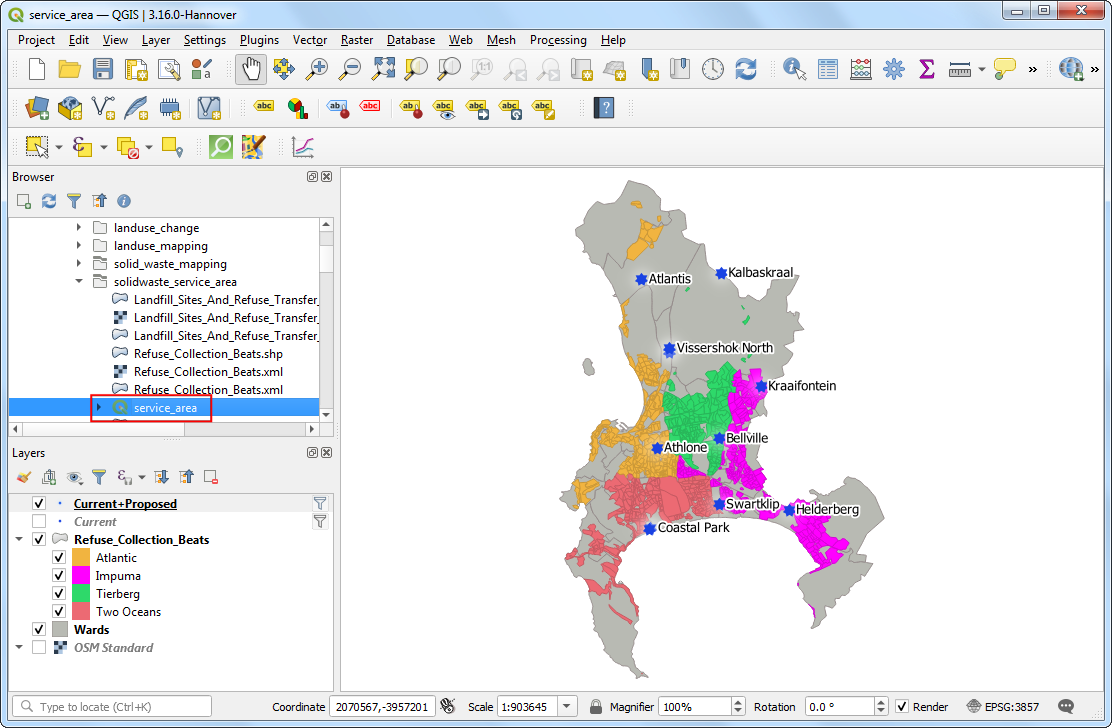 service_area — QGIS | 3.16.0-Hannover
Project Edit View Layer Settings Plugins Vector Raster Database Web Mesh Processing Help
Browser
landuse_change
landuse_mapping
solid_waste_mapping
solidwaste_service_area
Landfill_Sites_And_Refuse_Transfer_
Landfill_Sites_And_Refuse_Transfer_
Landfill_Sites_And_Refuse_Transfer_
Refuse_Collection_Beats.shp
Refuse_Collection_Beats.xml
Refuse_Collection_Beats.xml
service_area
Layers
Current+Proposed
Current
Refuse_Collection_Beats
Atlantic
Impuma
Tierberg
Two Oceans
Wards
OSM Standard
Atlantis
Kalbaskraal
Vissershok North
Kraaifontein
Bellville
Athlone
Swartklip
Helderberg
Coastal Park
Type to locate (Ctrl+K)
Coordinate 2070567,-3957201
Scale 1:903645
Magnifier 100%
Rotation 0.0 °
Render
EPSG:3857